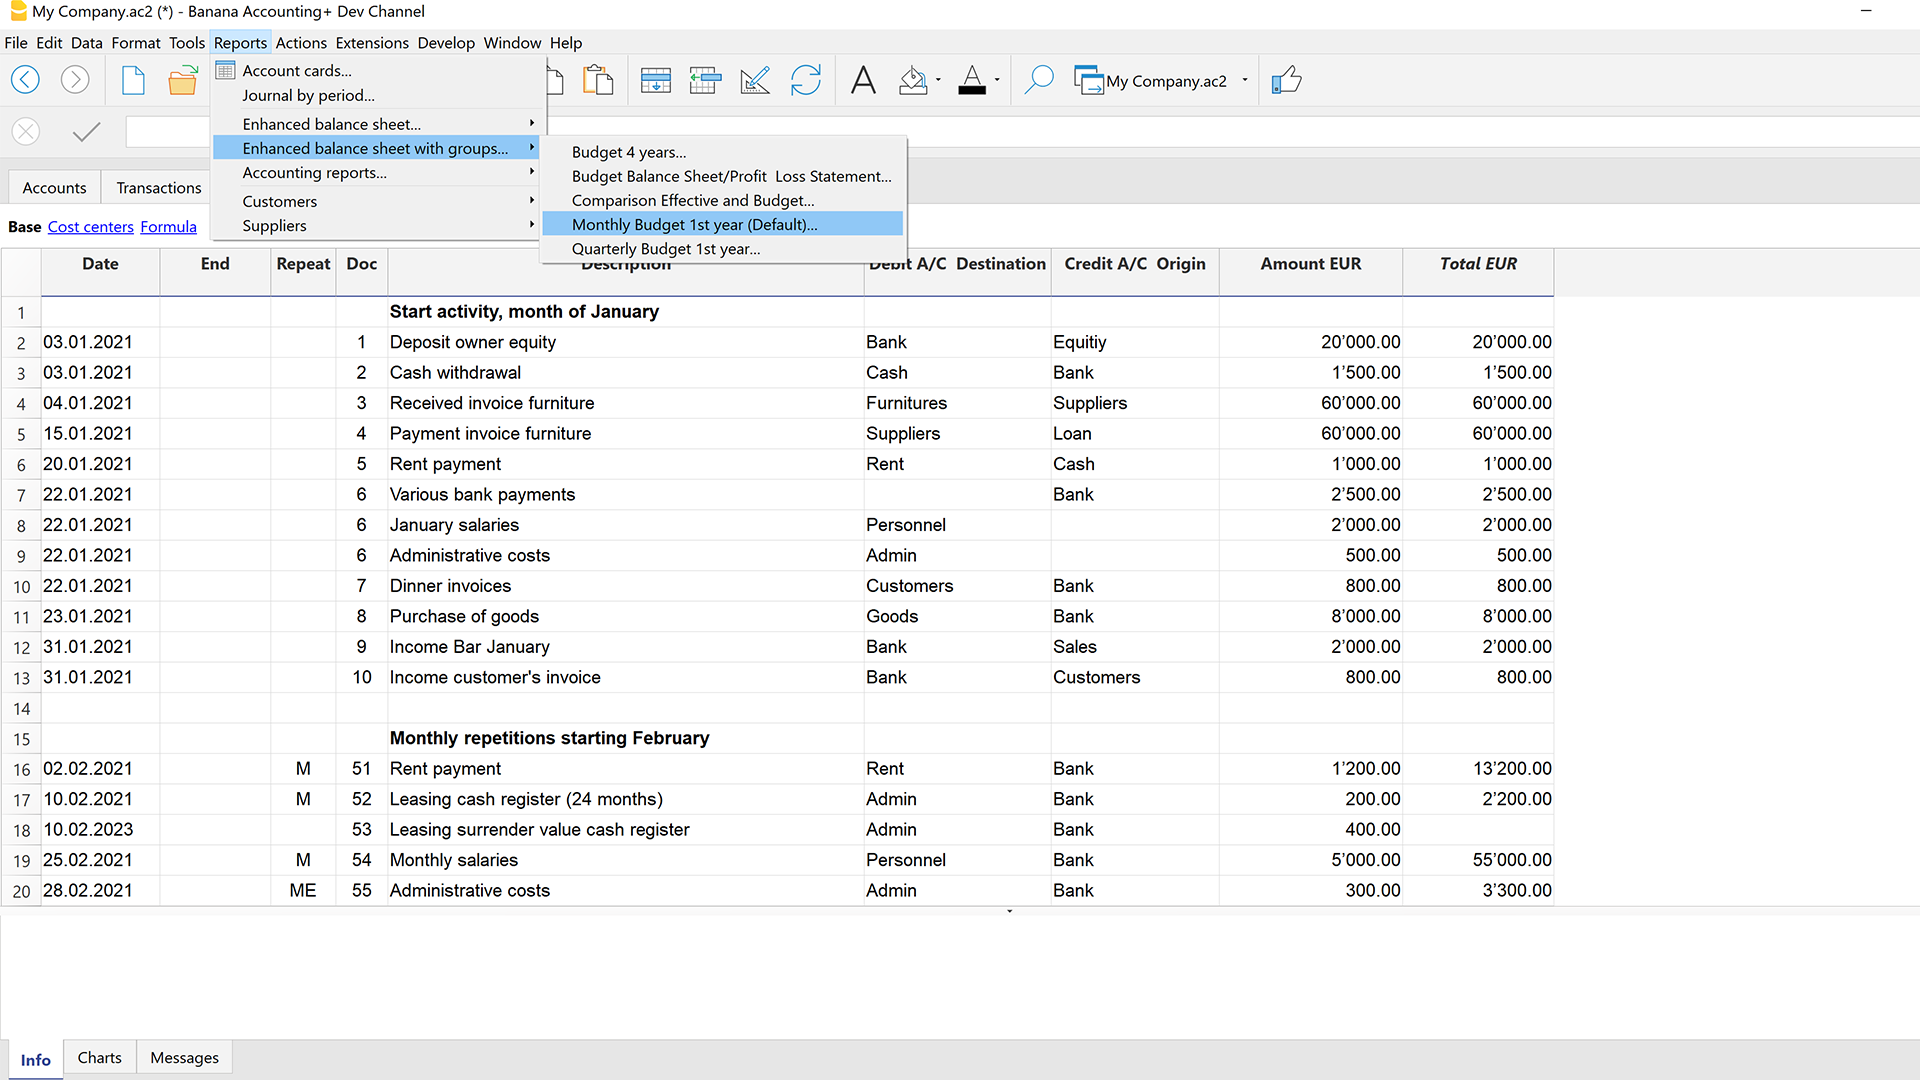 My Company.ac2 (*) - Banana Accounting+ Dev Channel
File Edit Data Format Tools Reports Actions Extensions Develop Window Help
My Company.ac2
Account cards...
Journal by period...
Enhanced balance sheet...
Enhanced balance sheet with groups...
Accounting reports...
Customers
Suppliers
Budget 4 years...
Budget Balance Sheet/Profit Loss Statement...
Comparison Effective and Budget...
Monthly Budget 1st year (Default)...
Quarterly Budget 1st year...
Accounts Transactions
Base Cost centers Formula
Date End Repeat Doc Description Debit A/C Destination Credit A/C Origin Amount EUR Total EUR
1 Start activity, month of January
2 03.01.2021 1 Deposit owner equity Bank Equitiy 20’000.00 20’000.00
3 03.01.2021 2 Cash withdrawal Cash Bank 1’500.00 1’500.00
4 04.01.2021 3 Received invoice furniture Furnitures Suppliers 60’000.00 60’000.00
5 15.01.2021 4 Payment invoice furniture Suppliers Loan 60’000.00 60’000.00
6 20.01.2021 5 Rent payment Rent Cash 1’000.00 1’000.00
7 22.01.2021 6 Various bank payments Bank 2’500.00 2’500.00
8 22.01.2021 6 January salaries Personnel 2’000.00 2’000.00
9 22.01.2021 6 Administrative costs Admin 500.00 500.00
10 22.01.2021 7 Dinner invoices Customers Bank 800.00 800.00
11 23.01.2021 8 Purchase of goods Goods Bank 8’000.00 8’000.00
12 31.01.2021 9 Income Bar January Bank Sales 2’000.00 2’000.00
13 31.01.2021 10 Income customer's invoice Bank Customers 800.00 800.00
14
15 Monthly repetitions starting February
16 02.02.2021 M 51 Rent payment Rent Bank 1’200.00 13’200.00
17 10.02.2021 M 52 Leasing cash register (24 months) Admin Bank 200.00 2’200.00
18 10.02.2023 53 Leasing surrender value cash register Admin Bank 400.00
19 25.02.2021 M 54 Monthly salaries Personnel Bank 5’000.00 55’000.00
20 28.02.2021 ME 55 Administrative costs Admin Bank 300.00 3’300.00
Info Charts Messages